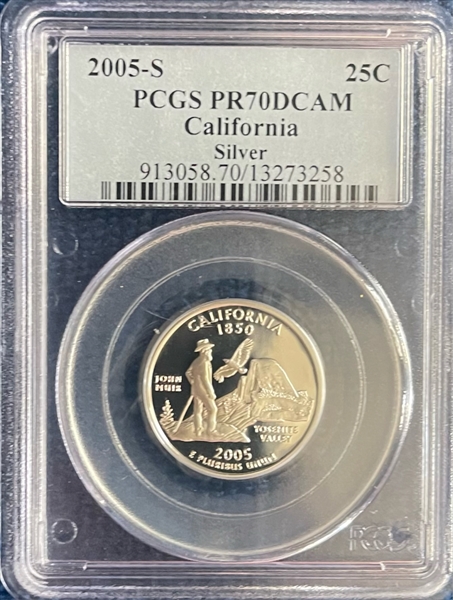 2005-S 25C
PCGS PR70DCAM
California
Silver
913058.70/13273258
CALIFORNIA
1850
JOHN
MUIR
YOSEMITE
VALLEY
2005
E PLURIBUS UNUM
PCGS